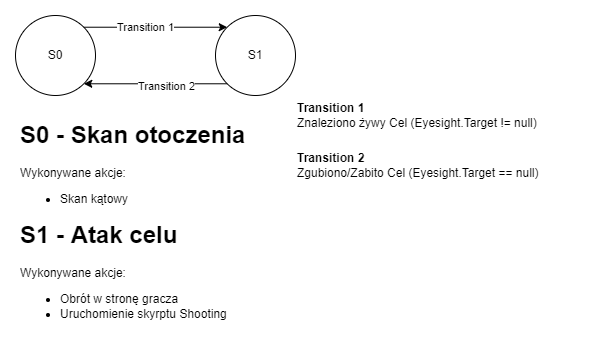 S0
Transition 1
S1
Transition 2
S0 - Skan otoczenia
Wykonywane akcje:
• Skan kątowy
S1 - Atak celu
Wykonywane akcje:
• Obrót w stronę gracza
• Uruchomienie skyrptu Shooting
Transition 1
Znaleziono żywy Cel (Eyesight.Target != null)
Transition 2
Zgubiono/Zabito Cel (Eyesight.Target == null)